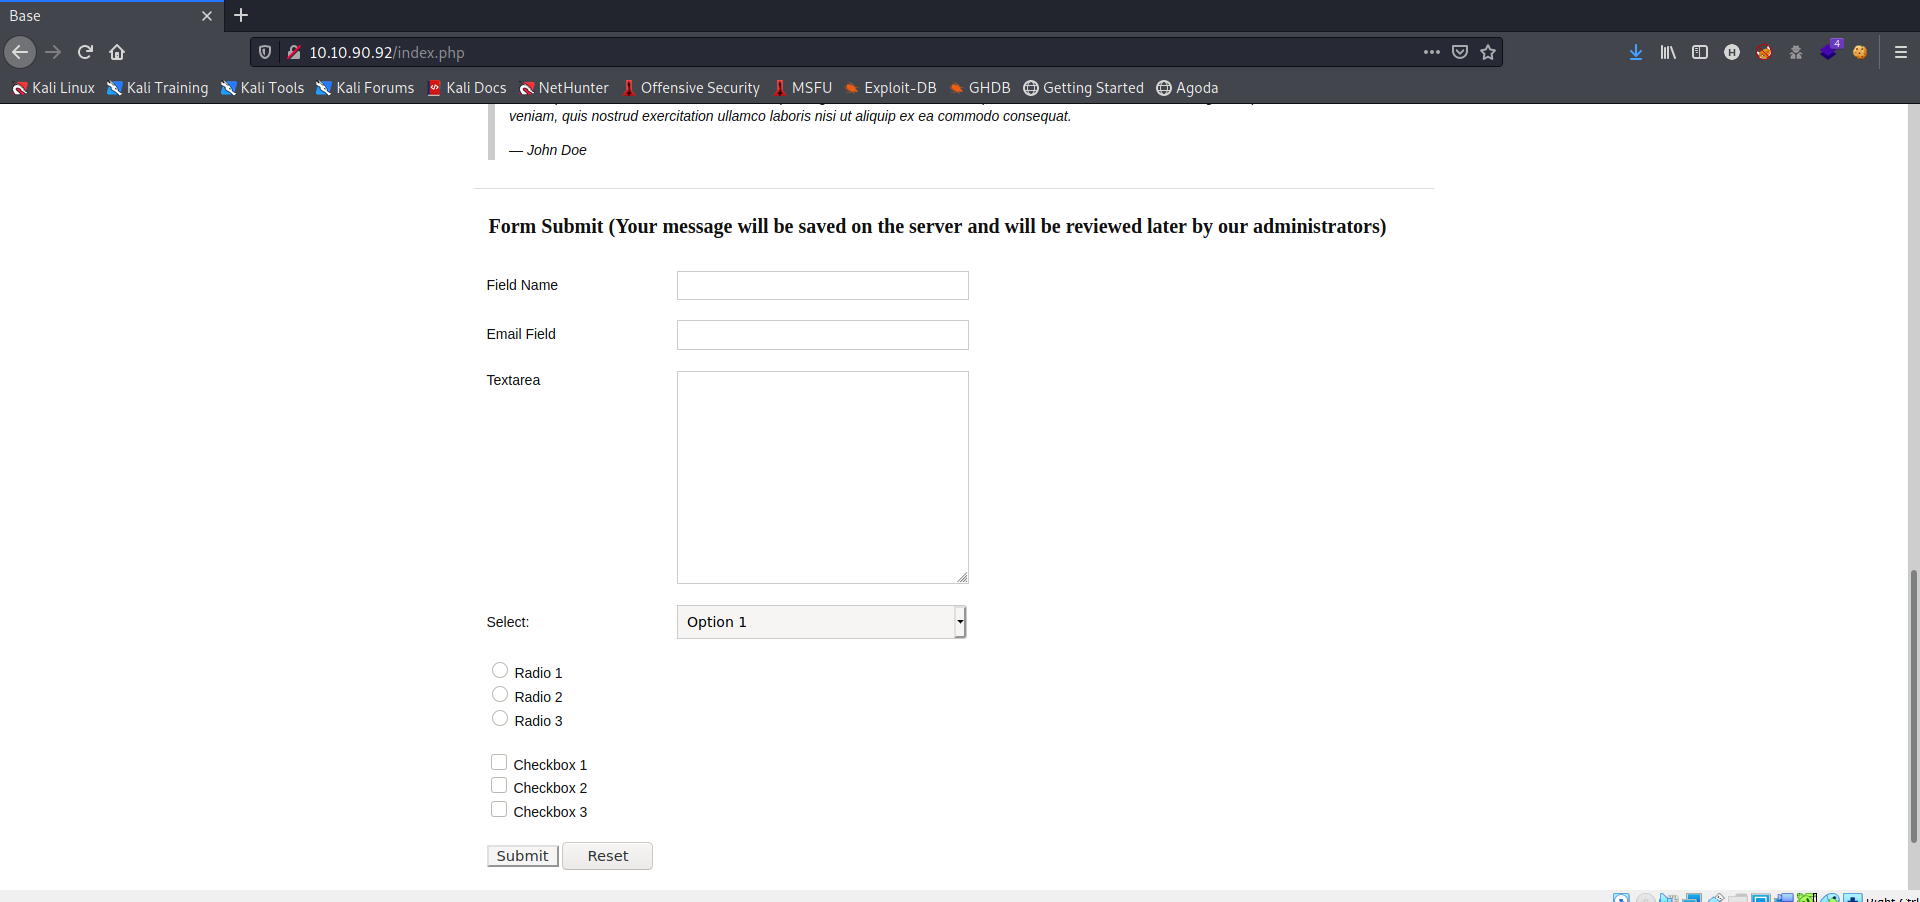 Base
10.10.90.92/index.php
4
Kali Linux Kali Training Kali Tools Kali Forums Kali Docs NetHunter Offensive Security MSFU Exploit-DB GHDB Getting Started Agoda
veniam, quis nostrud exercitation ullamco laboris nisi ut aliquip ex ea commodo consequat.
— John Doe
Form Submit (Your message will be saved on the server and will be reviewed later by our administrators)
Field Name
Email Field
Textarea
Select: Option 1
Radio 1
Radio 2
Radio 3
Checkbox 1
Checkbox 2
Checkbox 3
Submit Reset